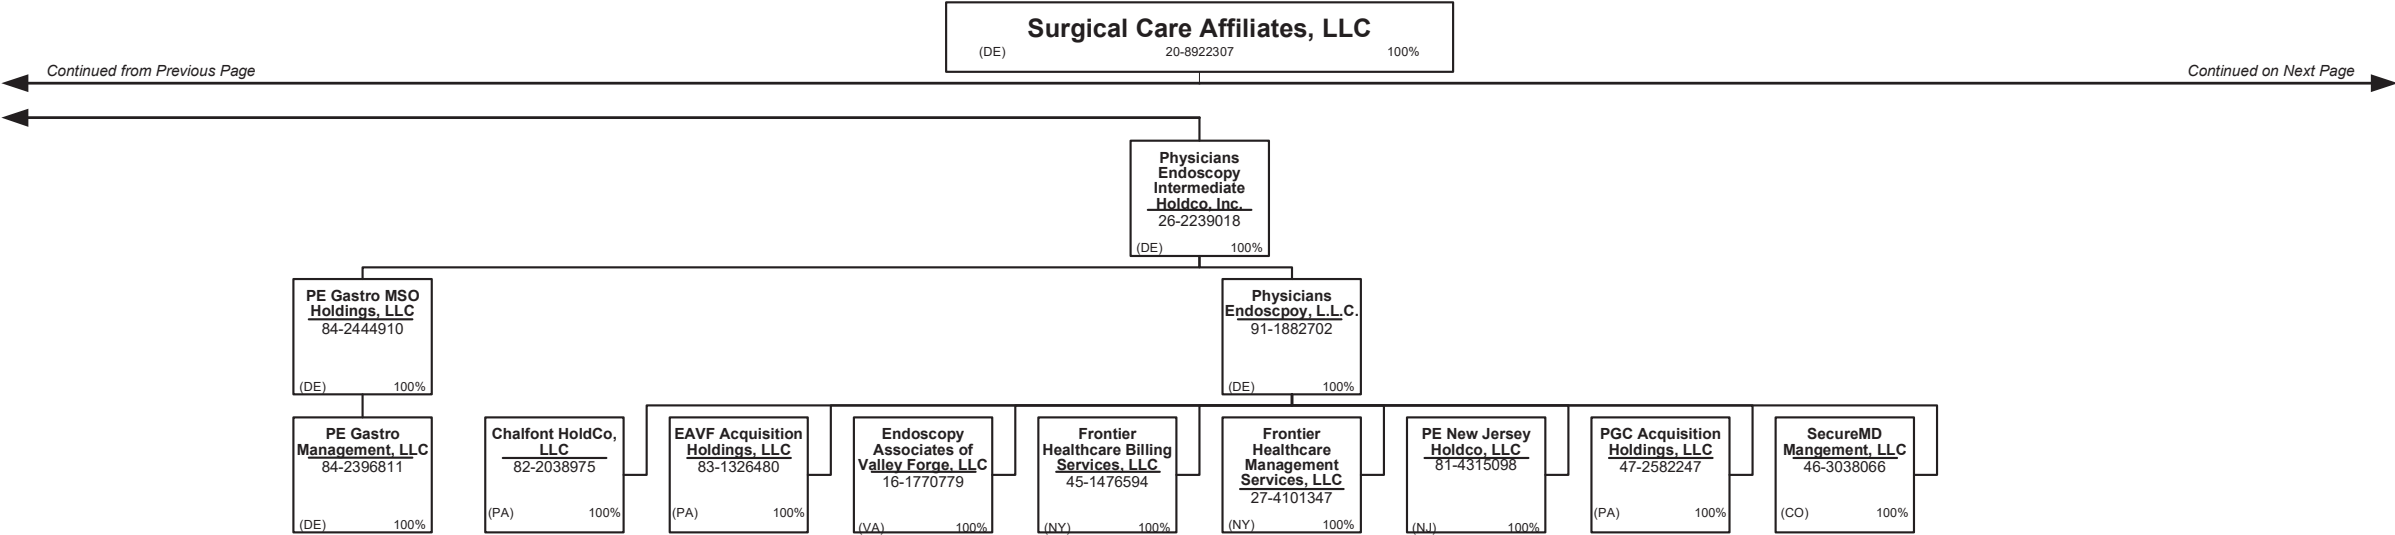 Surgical Care Affiliates, LLC
(DE) 20-8922307 100%
Continued from Previous Page
Continued on Next Page
Physicians
Endoscopy
Intermediate
Holdco, Inc.
26-2239018
(DE) 100%
PE Gastro MSO
Holdings, LLC
84-2444910
(DE) 100%
Physicians
Endoscpoy, L.L.C.
91-1882702
(DE) 100%
PE Gastro
Management, LLC
84-2396811
(DE) 100%
Chalfont HoldCo,
LLC
82-2038975
(PA) 100%
EAVF Acquisition
Holdings, LLC
83-1326480
(PA) 100%
Endoscopy
Associates of
Valley Forge, LLC
16-1770779
(VA) 100%
Frontier
Healthcare Billing
Services, LLC
45-1476594
(NY) 100%
Frontier
Healthcare
Management
Services, LLC
27-4101347
(NY) 100%
PE New Jersey
Holdco, LLC
81-4315098
(NJ) 100%
PGC Acquisition
Holdings, LLC
47-2582247
(PA) 100%
SecureMD
Mangement, LLC
46-3038066
(CO) 100%